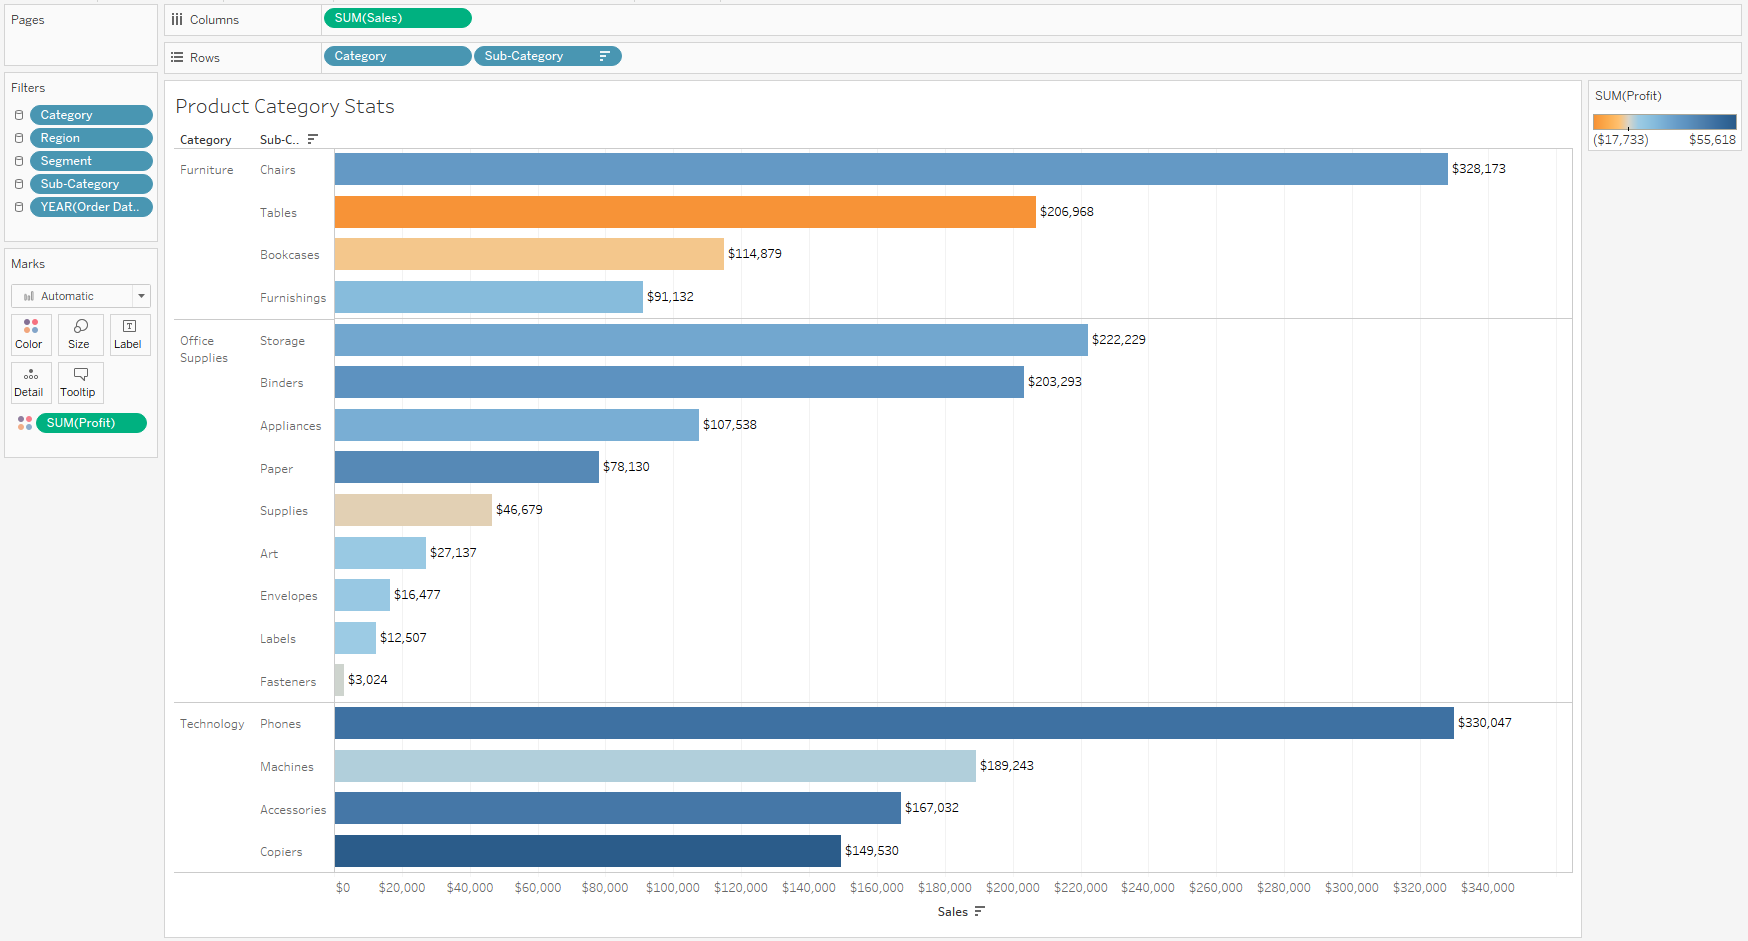 Pages
Columns
SUM(Sales)
Rows
Category
Sub-Category
Filters
Category
Region
Segment
Sub-Category
YEAR(Order Dat..
Marks
Automatic
Color
Size
Label
Detail
Tooltip
SUM(Profit)
Product Category Stats
Category
Sub-C..
Furniture
Chairs
$328,173
Tables
$206,968
Bookcases
$114,879
Furnishings
$91,132
Office
Supplies
Storage
$222,229
Binders
$203,293
Appliances
$107,538
Paper
$78,130
Supplies
$46,679
Art
$27,137
Envelopes
$16,477
Labels
$12,507
Fasteners
$3,024
Technology
Phones
$330,047
Machines
$189,243
Accessories
$167,032
Copiers
$149,530
$0
$20,000
$40,000
$60,000
$80,000
$100,000
$120,000
$140,000
$160,000
$180,000
$200,000
$220,000
$240,000
$260,000
$280,000
$300,000
$320,000
$340,000
Sales
SUM(Profit)
($17,733)
$55,618